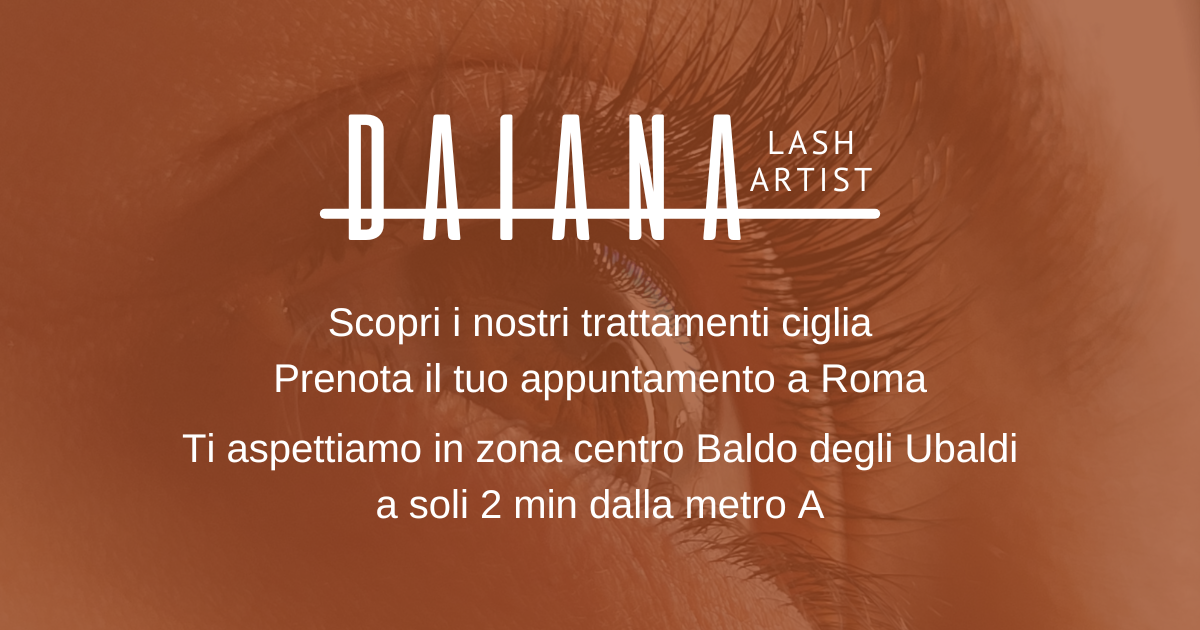 DAIANA LASH
ARTIST
Scopri i nostri trattamenti ciglia
Prenota il tuo appuntamento a Roma
Ti aspettiamo in zona centro Baldo degli Ubaldi
a soli 2 min dalla metro A